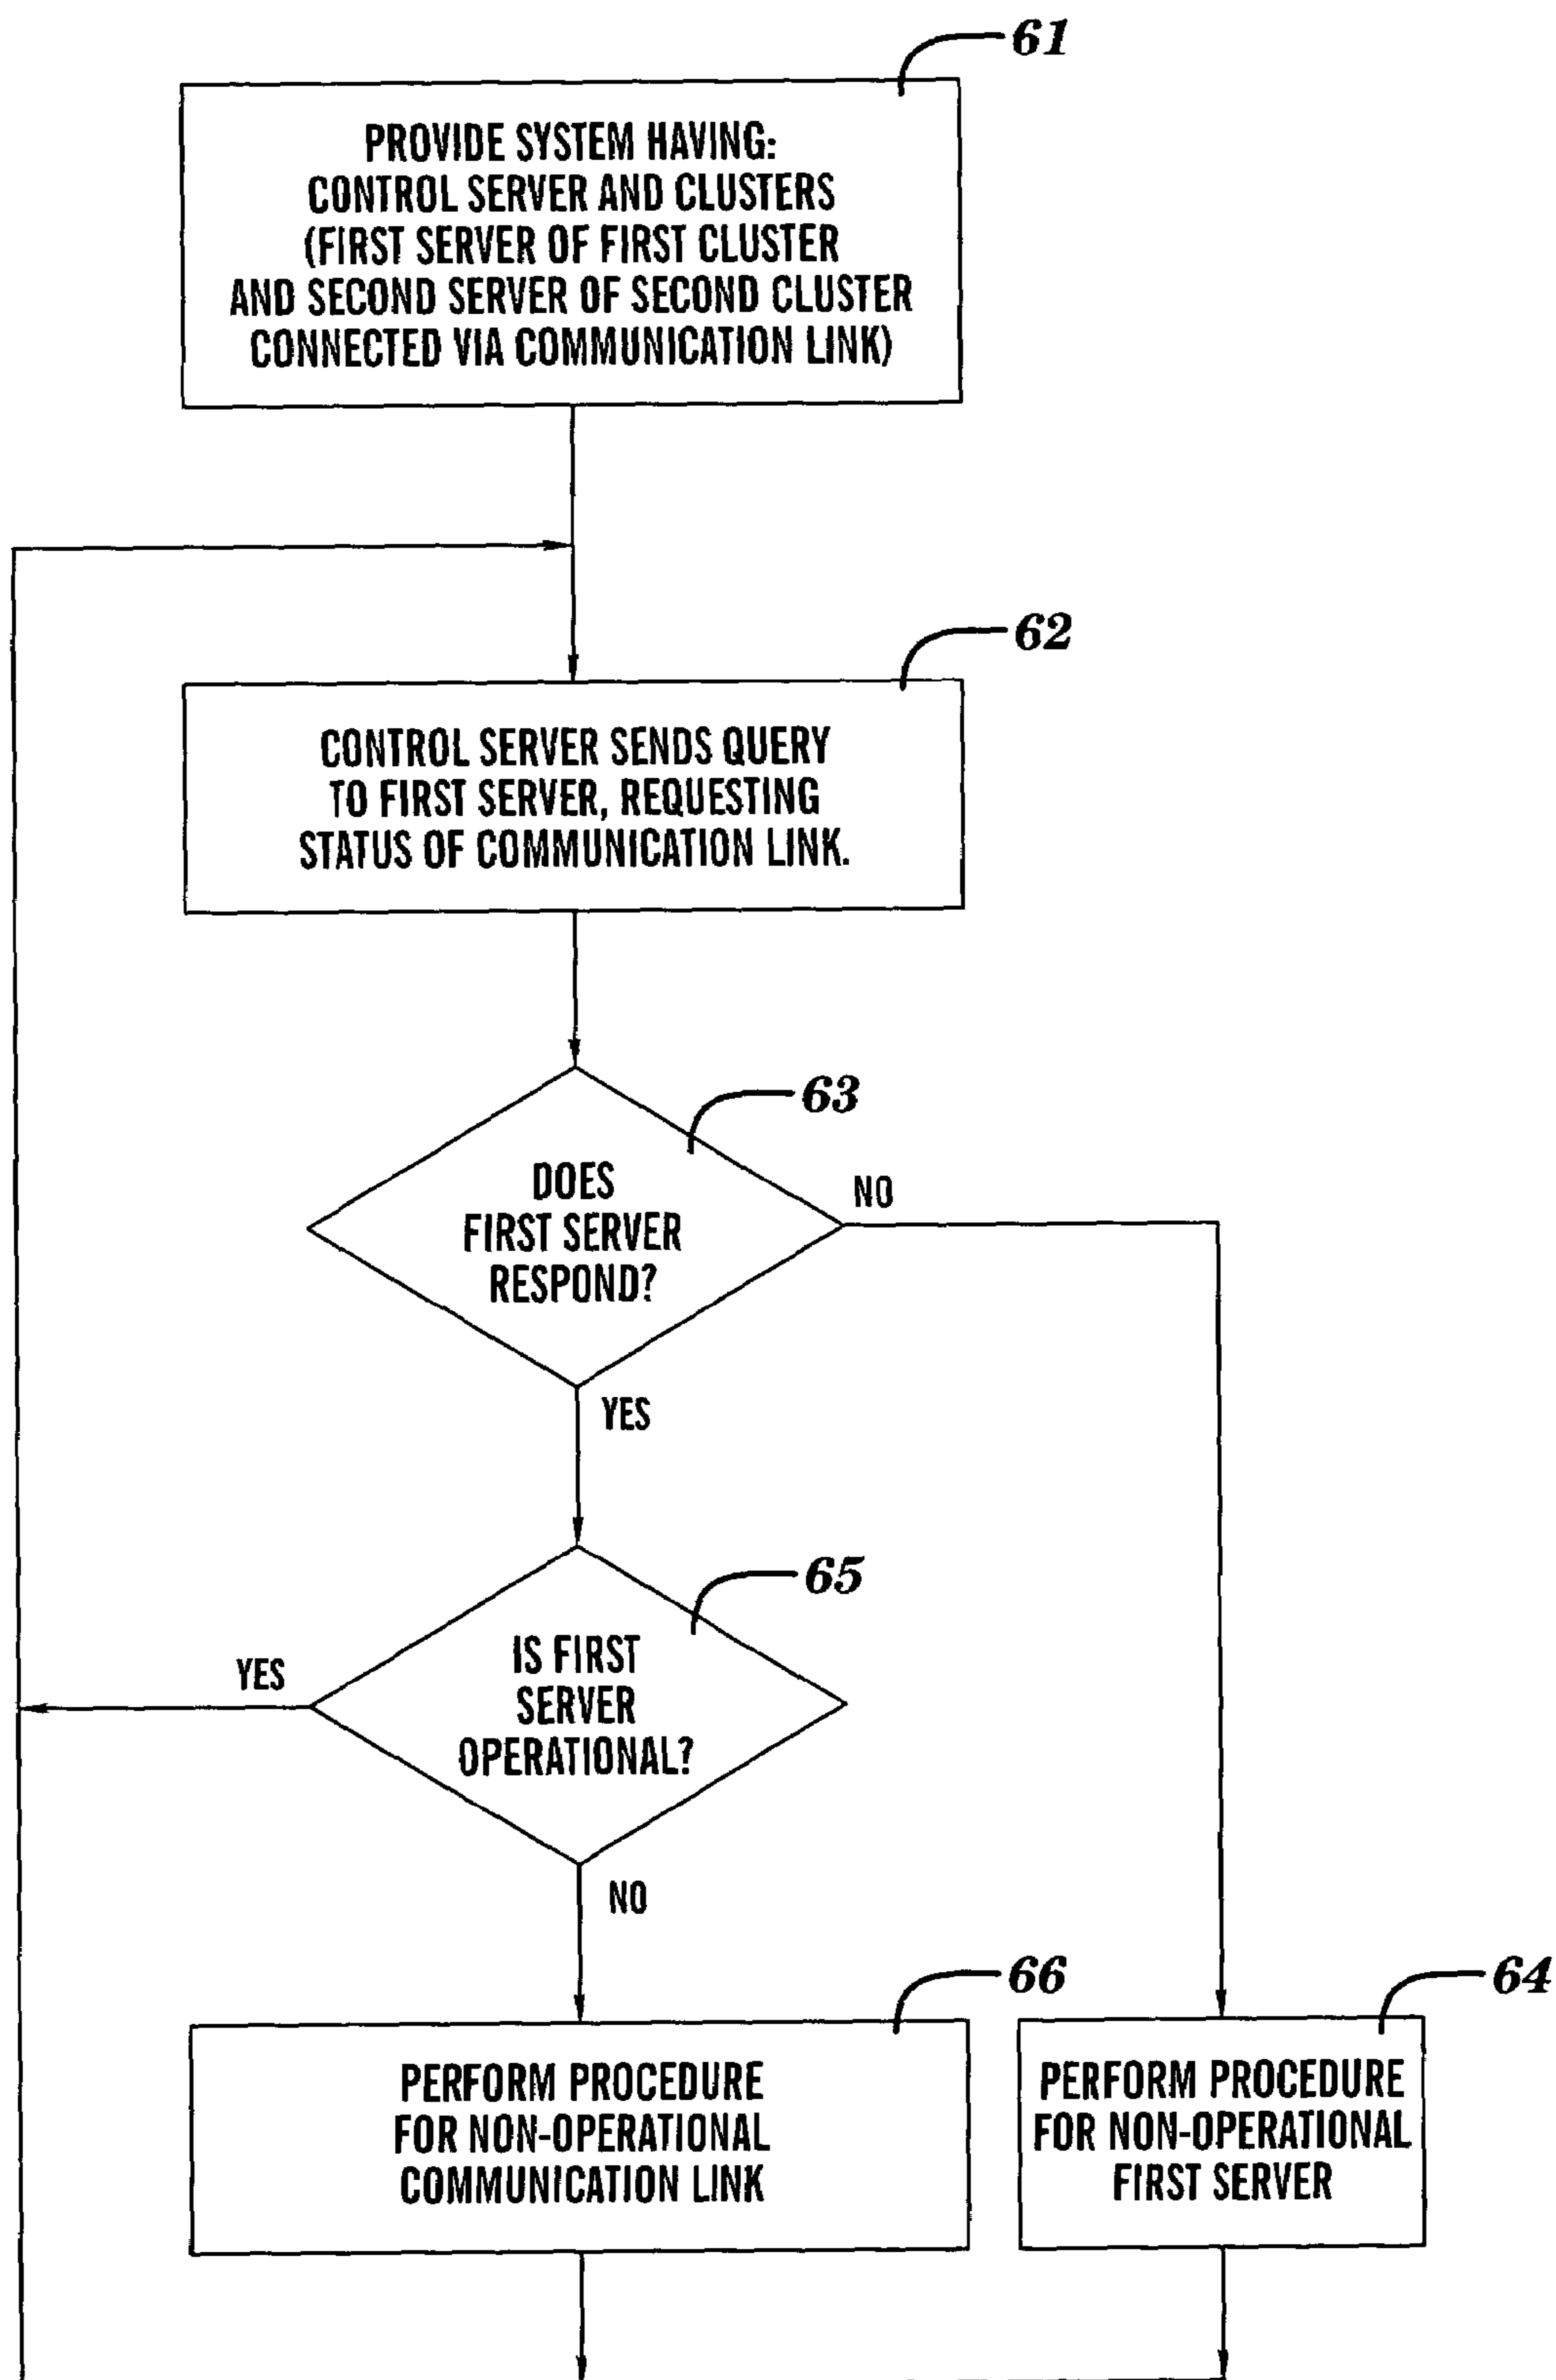 61
PROVIDE SYSTEM HAVING:
CONTROL SERVER AND CLUSTERS
(FIRST SERVER OF FIRST CLUSTER
AND SECOND SERVER OF SECOND CLUSTER
CONNECTED VIA COMMUNICATION LINK)
62
CONTROL SERVER SENDS QUERY
TO FIRST SERVER, REQUESTING
STATUS OF COMMUNICATION LINK.
63
DOES
FIRST SERVER
RESPOND?
NO
YES
65
IS FIRST
SERVER
OPERATIONAL?
YES
NO
66
PERFORM PROCEDURE
FOR NON-OPERATIONAL
COMMUNICATION LINK
64
PERFORM PROCEDURE
FOR NON-OPERATIONAL
FIRST SERVER